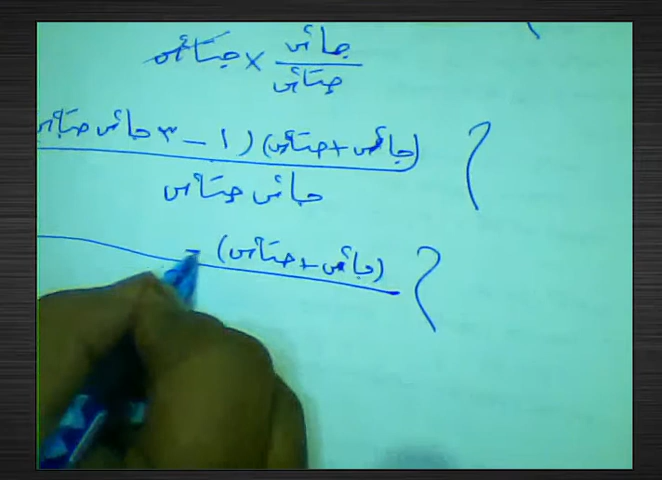 جاس / جتاس × جتاس
(جاس + جتاس)(١ − ٣ جاس جتاس / جاس جتاس
(جاس + جتاس) −